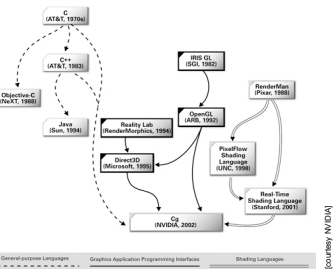 C
(AT&T, 1970s)
C++
(AT&T, 1983)
IRIS GL
(SGI, 1982)
Objective-C
(NeXT, 1988)
RenderMan
(Pixar, 1988)
Java
(Sun, 1994)
Reality Lab
(RenderMorphics, 1994)
OpenGL
(ARB, 1992)
Direct3D
(Microsoft, 1995)
PixelFlow
Shading
Language
(UNC, 1998)
Real-Time
Shading Language
(Stanford, 2001)
Cg
(NVIDIA, 2002)
General-purpose Languages
Graphics Application Programming Interfaces
Shading Languages
[courtesy NVIDIA]